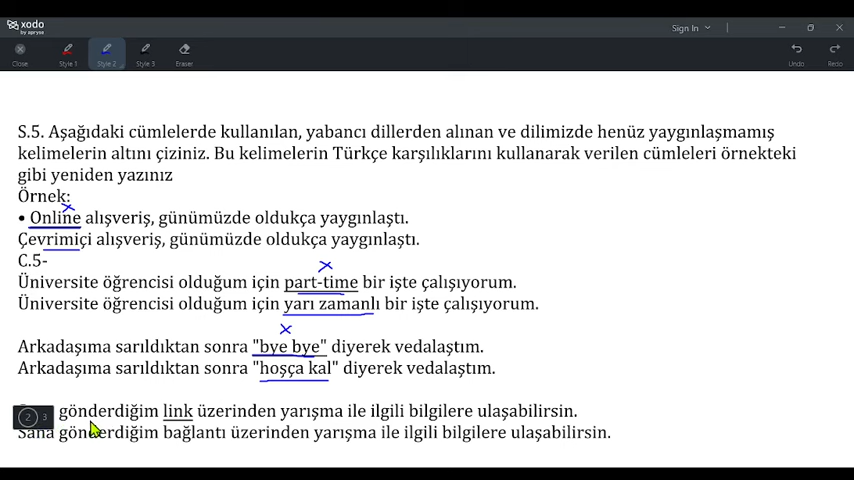 xodo
by apryse
Sign In
Close
Style 1
Style 2
Style 3
Eraser
Undo
Redo
S.5. Aşağıdaki cümlelerde kullanılan, yabancı dillerden alınan ve dilimizde henüz yaygınlaşmamış
kelimelerin altını çiziniz. Bu kelimelerin Türkçe karşılıklarını kullanarak verilen cümleleri örnekteki
gibi yeniden yazınız
Örnek:
• Online alışveriş, günümüzde oldukça yaygınlaştı.
Çevrimiçi alışveriş, günümüzde oldukça yaygınlaştı.
C.5-
Üniversite öğrencisi olduğum için part-time bir işte çalışıyorum.
Üniversite öğrencisi olduğum için yarı zamanlı bir işte çalışıyorum.
Arkadaşıma sarıldıktan sonra "bye bye" diyerek vedalaştım.
Arkadaşıma sarıldıktan sonra "hoşça kal" diyerek vedalaştım.
2 3 gönderdiğim link üzerinden yarışma ile ilgili bilgilere ulaşabilirsin.
Sana gönderdiğim bağlantı üzerinden yarışma ile ilgili bilgilere ulaşabilirsin.